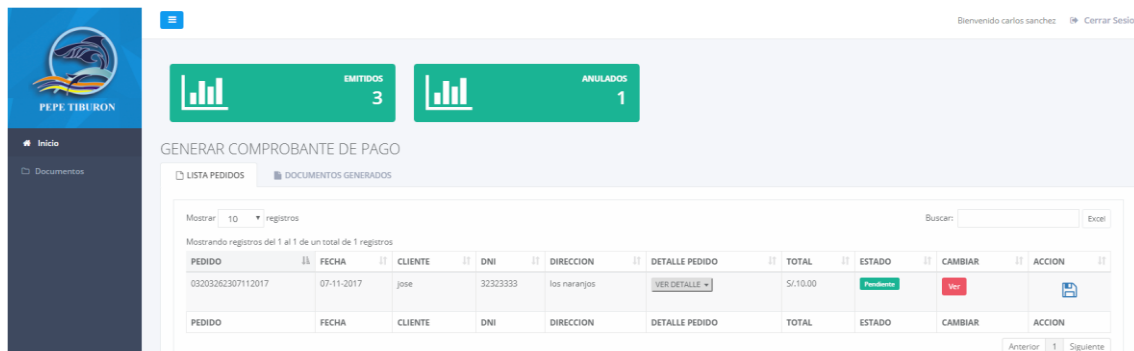 Bienvenido carlos sanchez Cerrar Sesio
PEPE TIBURON
Inicio
Documentos
EMITIDOS
3
ANULADOS
1
GENERAR COMPROBANTE DE PAGO
LISTA PEDIDOS DOCUMENTOS GENERADOS
Mostrar 10 registros Buscar: Excel
Mostrando registros del 1 al 1 de un total de 1 registros
PEDIDO FECHA CLIENTE DNI DIRECCION DETALLE PEDIDO TOTAL ESTADO CAMBIAR ACCION
03203262307112017 07-11-2017 jose 32323333 los naranjos VER DETALLE S/.10.00 Pendiente Ver
PEDIDO FECHA CLIENTE DNI DIRECCION DETALLE PEDIDO TOTAL ESTADO CAMBIAR ACCION
Anterior 1 Siguiente